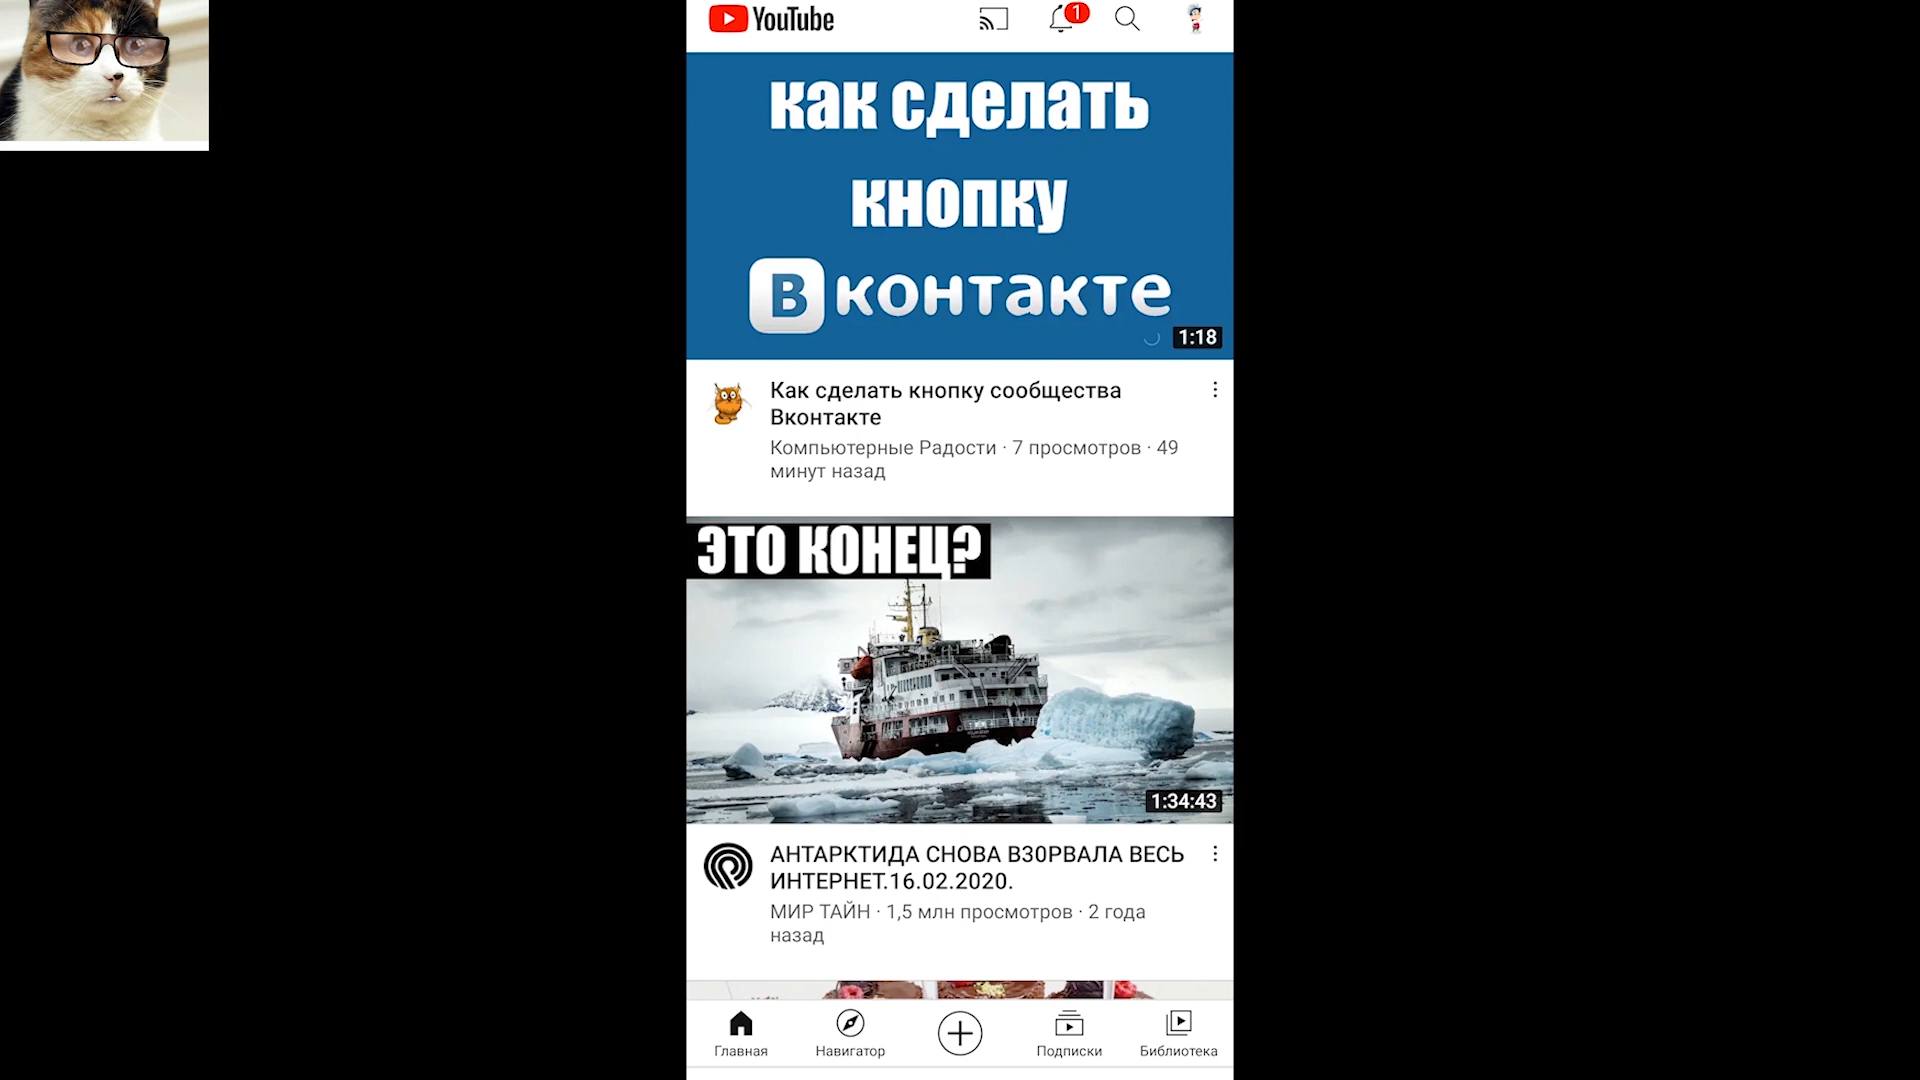 YouTube
1
как сделать
кнопку
В контакте
1:18
Как сделать кнопку сообщества
Вконтакте
Компьютерные Радости · 7 просмотров · 49
минут назад
ЭТО КОНЕЦ?
1:34:43
АНТАРКТИДА СНОВА ВЗ0РВАЛА ВЕСЬ
ИНТЕРНЕТ.16.02.2020.
МИР ТАЙН · 1,5 млн просмотров · 2 года
назад
Главная
Навигатор
Подписки
Библиотека